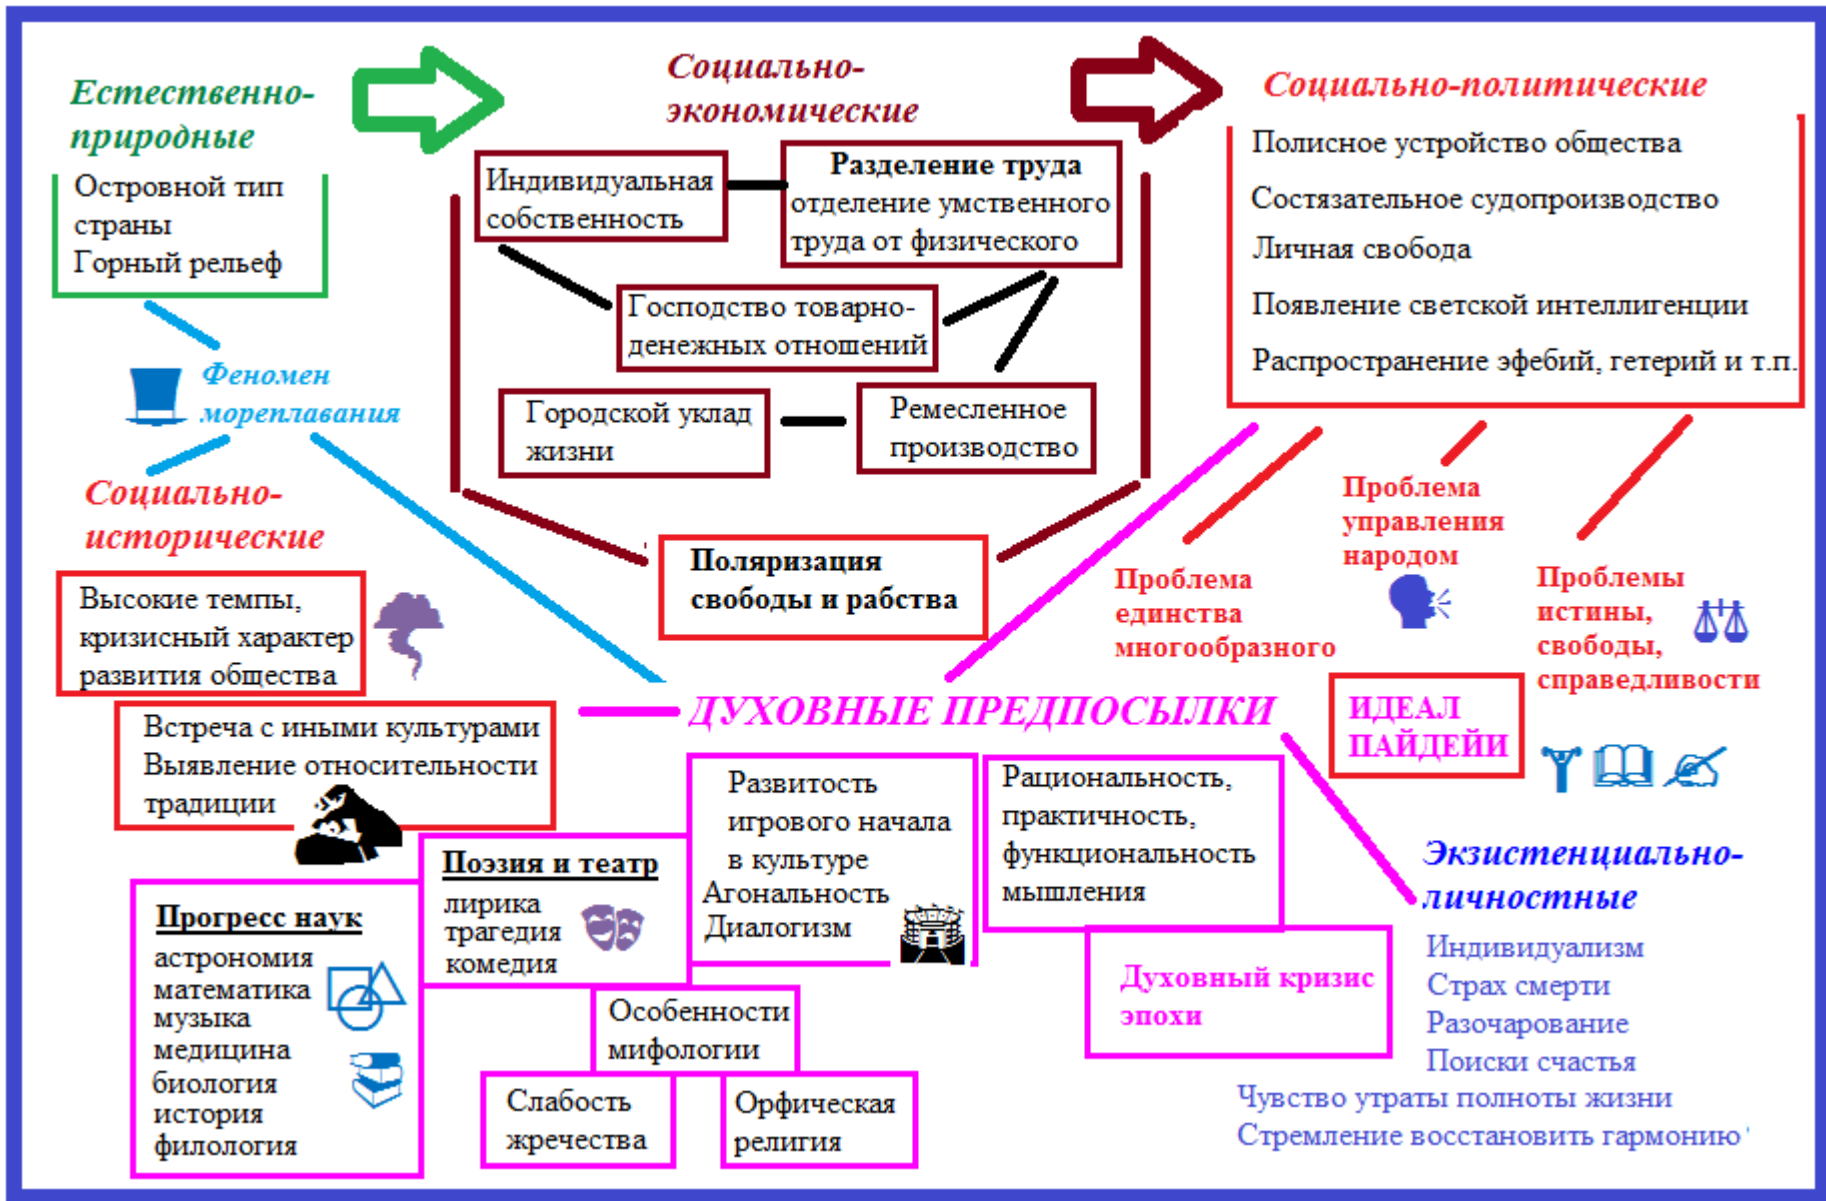 Естественно-
природные
Островной тип
страны
Горный рельеф
Феномен
мореплавания
Социально-
исторические
Высокие темпы,
кризисный характер
развития общества
Встреча с иными культурами
Выявление относительности
традиции
Социально-
экономические
Индивидуальная
собственность
Разделение труда
отделение умственного
труда от физического
Господство товарно-
денежных отношений
Городской уклад
жизни
Ремесленное
производство
Поляризация
свободы и рабства
Социально-политические
Полисное устройство общества
Состязательное судопроизводство
Личная свобода
Появление светской интеллигенции
Распространение эфебий, гетерий и т.п.
Проблема
единства
многообразного
Проблема
управления
народом
Проблемы
истины,
свободы,
справедливости
ИДЕАЛ
ПАЙДЕЙИ
ДУХОВНЫЕ ПРЕДПОСЫЛКИ
Прогресс наук
астрономия
математика
музыка
медицина
биология
история
филология
Поэзия и театр
лирика
трагедия
комедия
Развитость
игрового начала
в культуре
Агональность
Диалогизм
Рациональность,
практичность,
функциональность
мышления
Особенности
мифологии
Слабость
жречества
Орфическая
религия
Духовный кризис
эпохи
Экзистенциально-
личностные
Индивидуализм
Страх смерти
Разочарование
Поиски счастья
Чувство утраты полноты жизни
Стремление восстановить гармонию